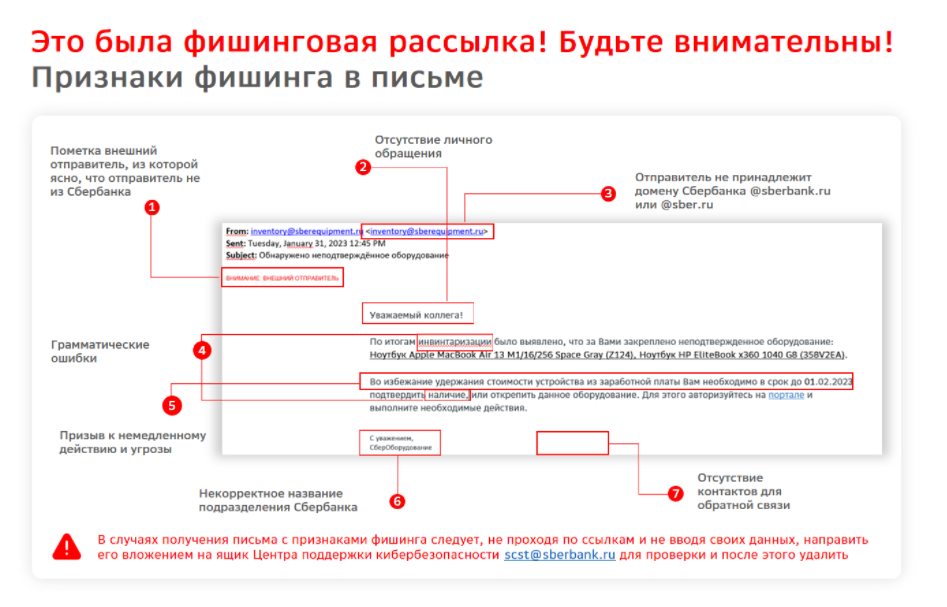 Это была фишинговая рассылка! Будьте внимательны!
Признаки фишинга в письме
Пометка внешний
отправитель, из которой
ясно, что отправитель не
из Сбербанка
1
Отсутствие личного
обращения
2
3
Отправитель не принадлежит
домену Сбербанка @sberbank.ru
или @sber.ru
From: inventory@sberequipment.ru <inventory@sberequipment.ru>
Sent: Tuesday, January 31, 2023 12:45 PM
Subject: Обнаружено неподтверждённое оборудование
ВНИМАНИЕ: ВНЕШНИЙ ОТПРАВИТЕЛЬ
Уважаемый коллега!
По итогам инвинтаризации было выявлено, что за Вами закреплено неподтвержденное оборудование:
Ноутбук Apple MacBook Air 13 M1/16/256 Space Gray (Z124), Ноутбук HP EliteBook x360 1040 G8 (358V2EA).
Во избежание удержания стоимости устройства из заработной платы Вам необходимо в срок до 01.02.2023
подтвердить наличие, или открепить данное оборудование. Для этого авторизуйтесь на портале и
выполните необходимые действия.
С уважением,
СберОборудование
Грамматические
ошибки
4
5
Призыв к немедленному
действию и угрозы
Некорректное название
подразделения Сбербанка
6
7
Отсутствие
контактов для
обратной связи
В случаях получения письма с признаками фишинга следует, не проходя по ссылкам и не вводя своих данных, направить
его вложением на ящик Центра поддержки кибербезопасности scst@sberbank.ru для проверки и после этого удалить